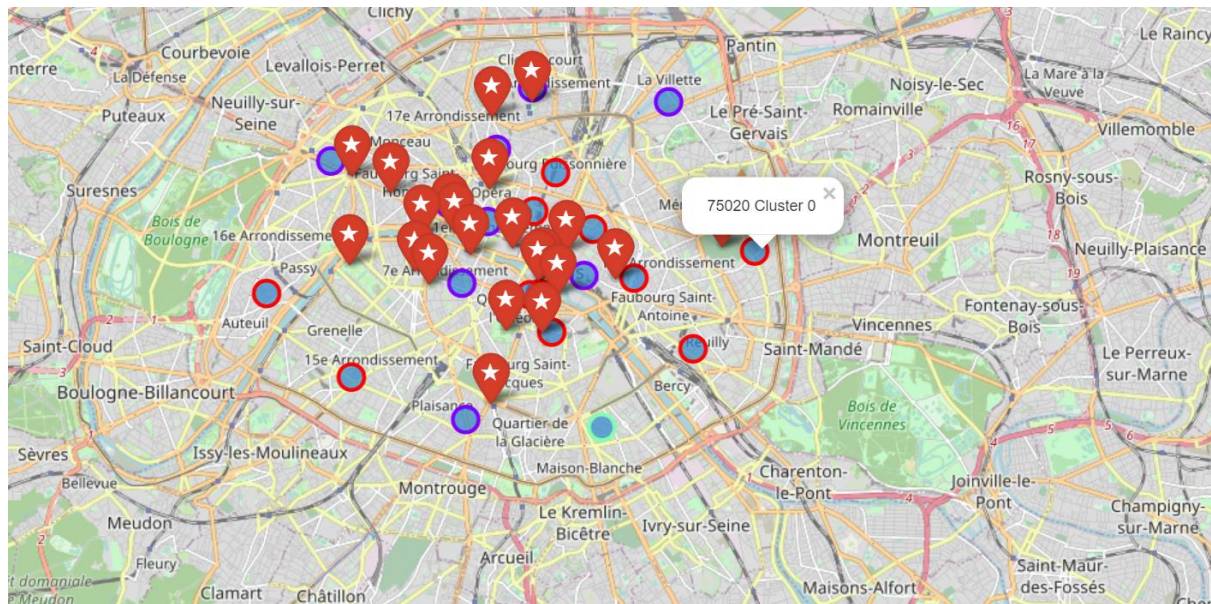 Clichy
Le Raincy
Pantin
Courbevoie
Levallois-Perret
La Défense
La Villette
Noisy-le-Sec
La Mare à la
Veuve
Neuilly-sur-
Seine
Puteaux
17e Arrondissement
Le Pré-Saint-
Gervais
Romainville
Villemomble
Monceau
Rosny-sous-
Bois
Suresnes
Opéra
75020 Cluster 0
×
Bois de
Boulogne
16e Arrondissement
Montreuil
Neuilly-Plaisance
Passy
7e Arrondissement
Arrondissement
Faubourg Saint-
Antoine
Fontenay-sous-
Bois
Auteuil
Grenelle
Vincennes
Saint-Cloud
Reuilly
Saint-Mandé
Le Perreux-
sur-Marne
15e Arrondissement
Boulogne-Billancourt
Bercy
Plaisance
Bois de
Vincennes
Quartier de
la Glacière
Sèvres
Issy-les-Moulineaux
Maison-Blanche
Bellevue
Montrouge
Charenton-
le-Pont
Joinville-le-
Pont
Champigny-
sur-Marne
Meudon
Le Kremlin-
Bicêtre
Ivry-sur-Seine
Fleury
Arcueil
Saint-Maur-
des-Fossés
Clamart
Châtillon
Maisons-Alfort